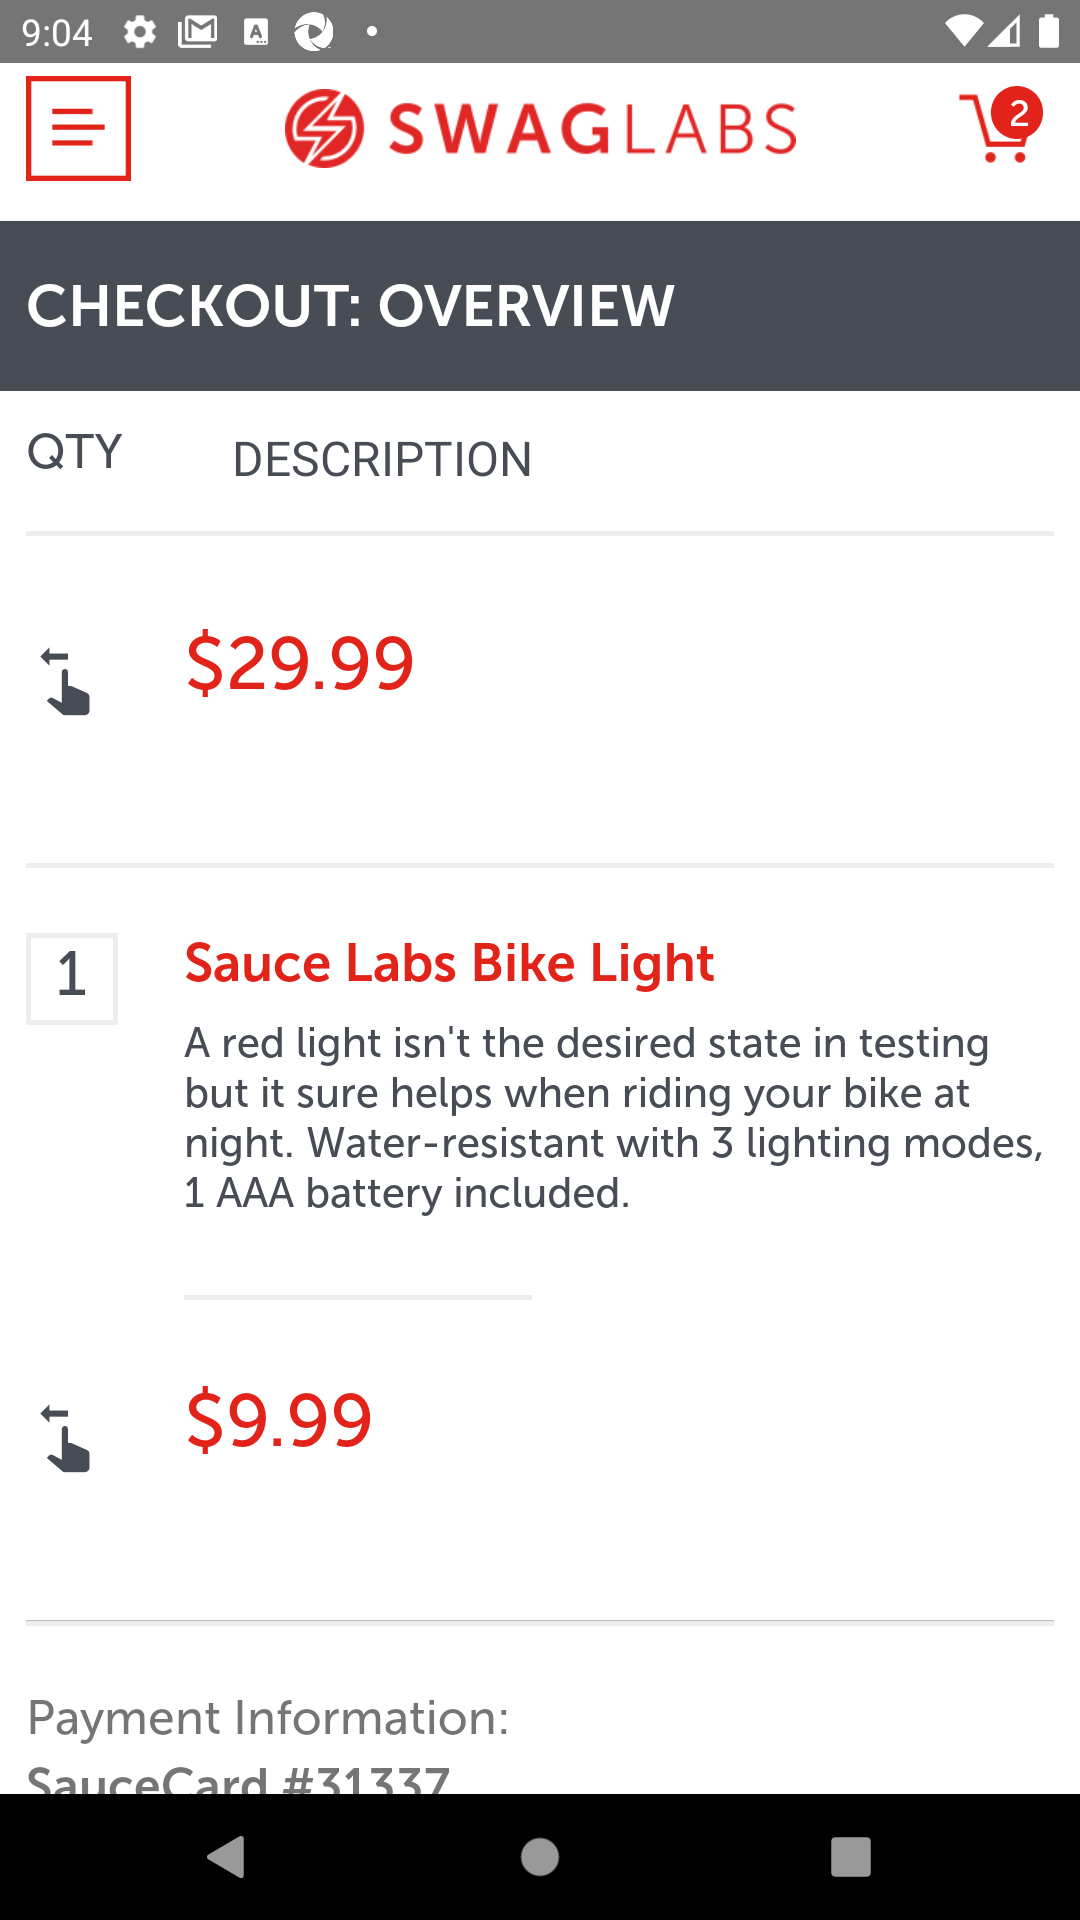 9:04
SWAGLABS
2
CHECKOUT: OVERVIEW
QTY DESCRIPTION
$29.99
1
Sauce Labs Bike Light
A red light isn't the desired state in testing
but it sure helps when riding your bike at
night. Water-resistant with 3 lighting modes,
1 AAA battery included.
$9.99
Payment Information:
SauceCard #31337